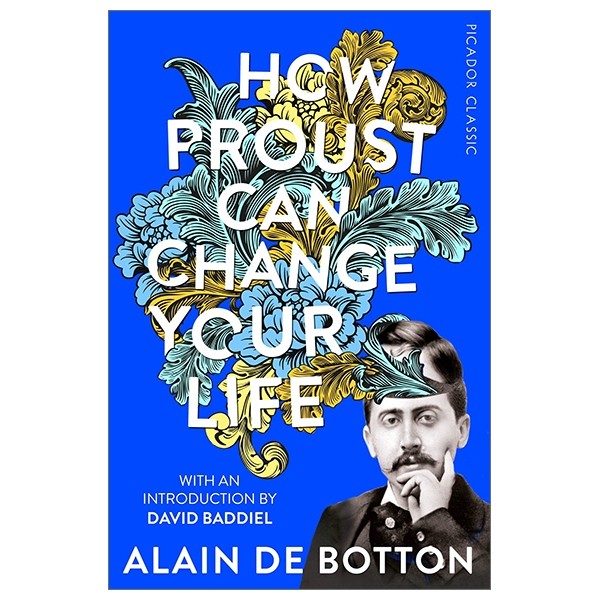 HOW
PROUST
CAN
CHANGE
YOUR
LIFE
PICADOR CLASSIC
WITH AN
INTRODUCTION BY
DAVID BADDIEL
ALAIN DE BOTTON